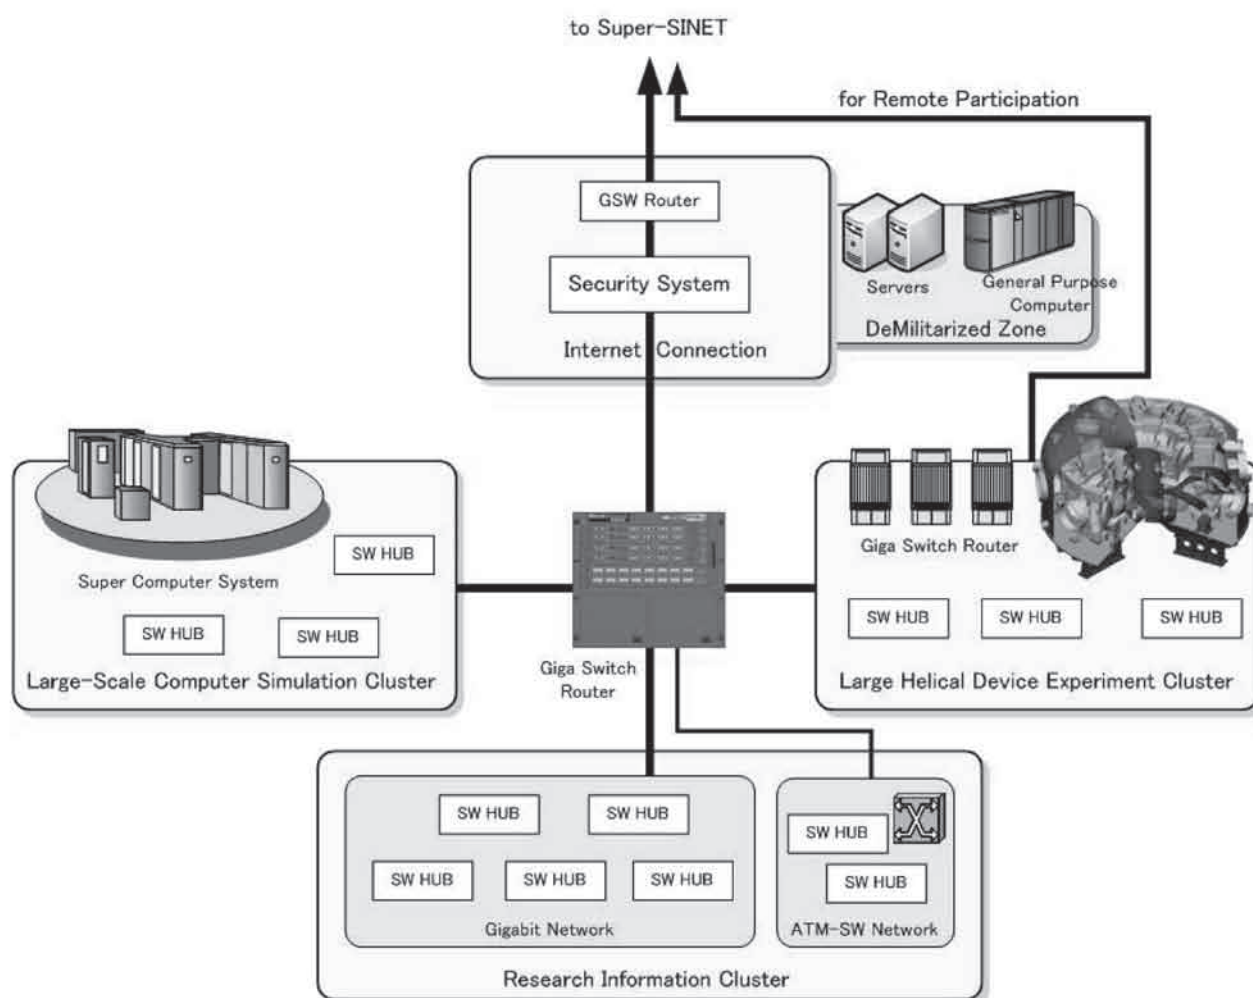 to Super-SINET
for Remote Participation
GSW Router
Security System
Internet Connection
Servers
General Purpose
Computer
DeMilitarized Zone
Super Computer System
SW HUB
SW HUB
SW HUB
Large-Scale Computer Simulation Cluster
Giga Switch
Router
Giga Switch Router
SW HUB
SW HUB
SW HUB
Large Helical Device Experiment Cluster
SW HUB
SW HUB
SW HUB
SW HUB
SW HUB
Gigabit Network
SW HUB
SW HUB
ATM-SW Network
Research Information Cluster